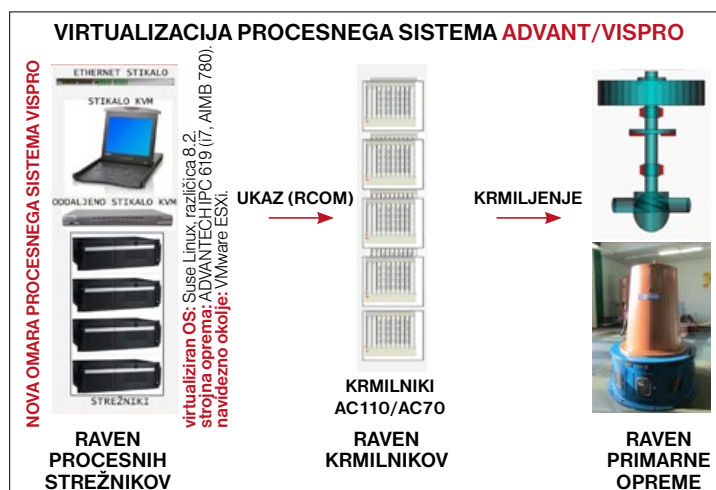 VIRTUALIZACIJA PROCESNEGA SISTEMA ADVANT/VISPRO
NOVA OMARA PROCESNEGA SISTEMA VISPRO
ETHERNET STIKALO
STIKALO KVM
ODDALJENO STIKALO KVM
STREŽNIKI
virtualiziran OS: Suse Linux, različica 8.2.
strojna oprema: ADVANTECH IPC 619 (i7, AIMB 780).
navidezno okolje: VMware ESXi.
RAVEN
PROCESNIH
STREŽNIKOV
UKAZ (RCOM)
KRMILNIKI
AC110/AC70
RAVEN
KRMILNIKOV
KRMILJENJE
RAVEN
PRIMARNE
OPREME